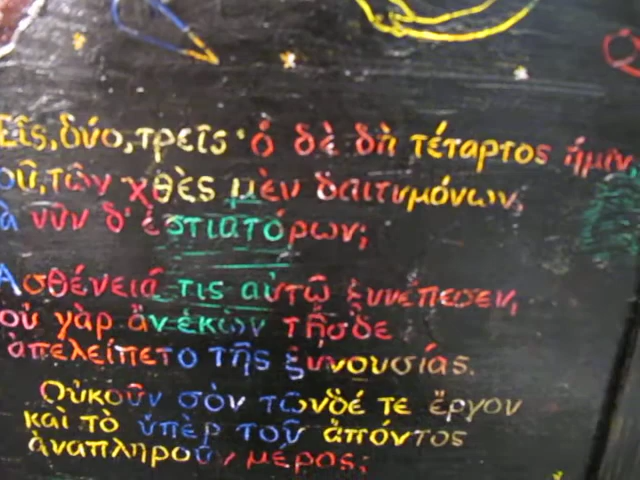 Εἷς, δύο, τρεῖς· ὁ δὲ δὴ τέταρτος ἡμῖν,
οὗ, τῶν χθὲς μὲν δαιτυμόνων,
ὰ νῦν δ' ἑστιατόρων;
Ἀσθένειά τις αὐτῷ ξυνέπεσεν,
οὐ γὰρ ἂν ἑκὼν τῆσδε
ἀπελείπετο τῆς ξυνουσίας.
Οὐκοῦν σὸν τῶνδέ τε ἔργον
καὶ τὸ ὑπὲρ τοῦ ἀπόντος
ἀναπληροῦν μέρος;